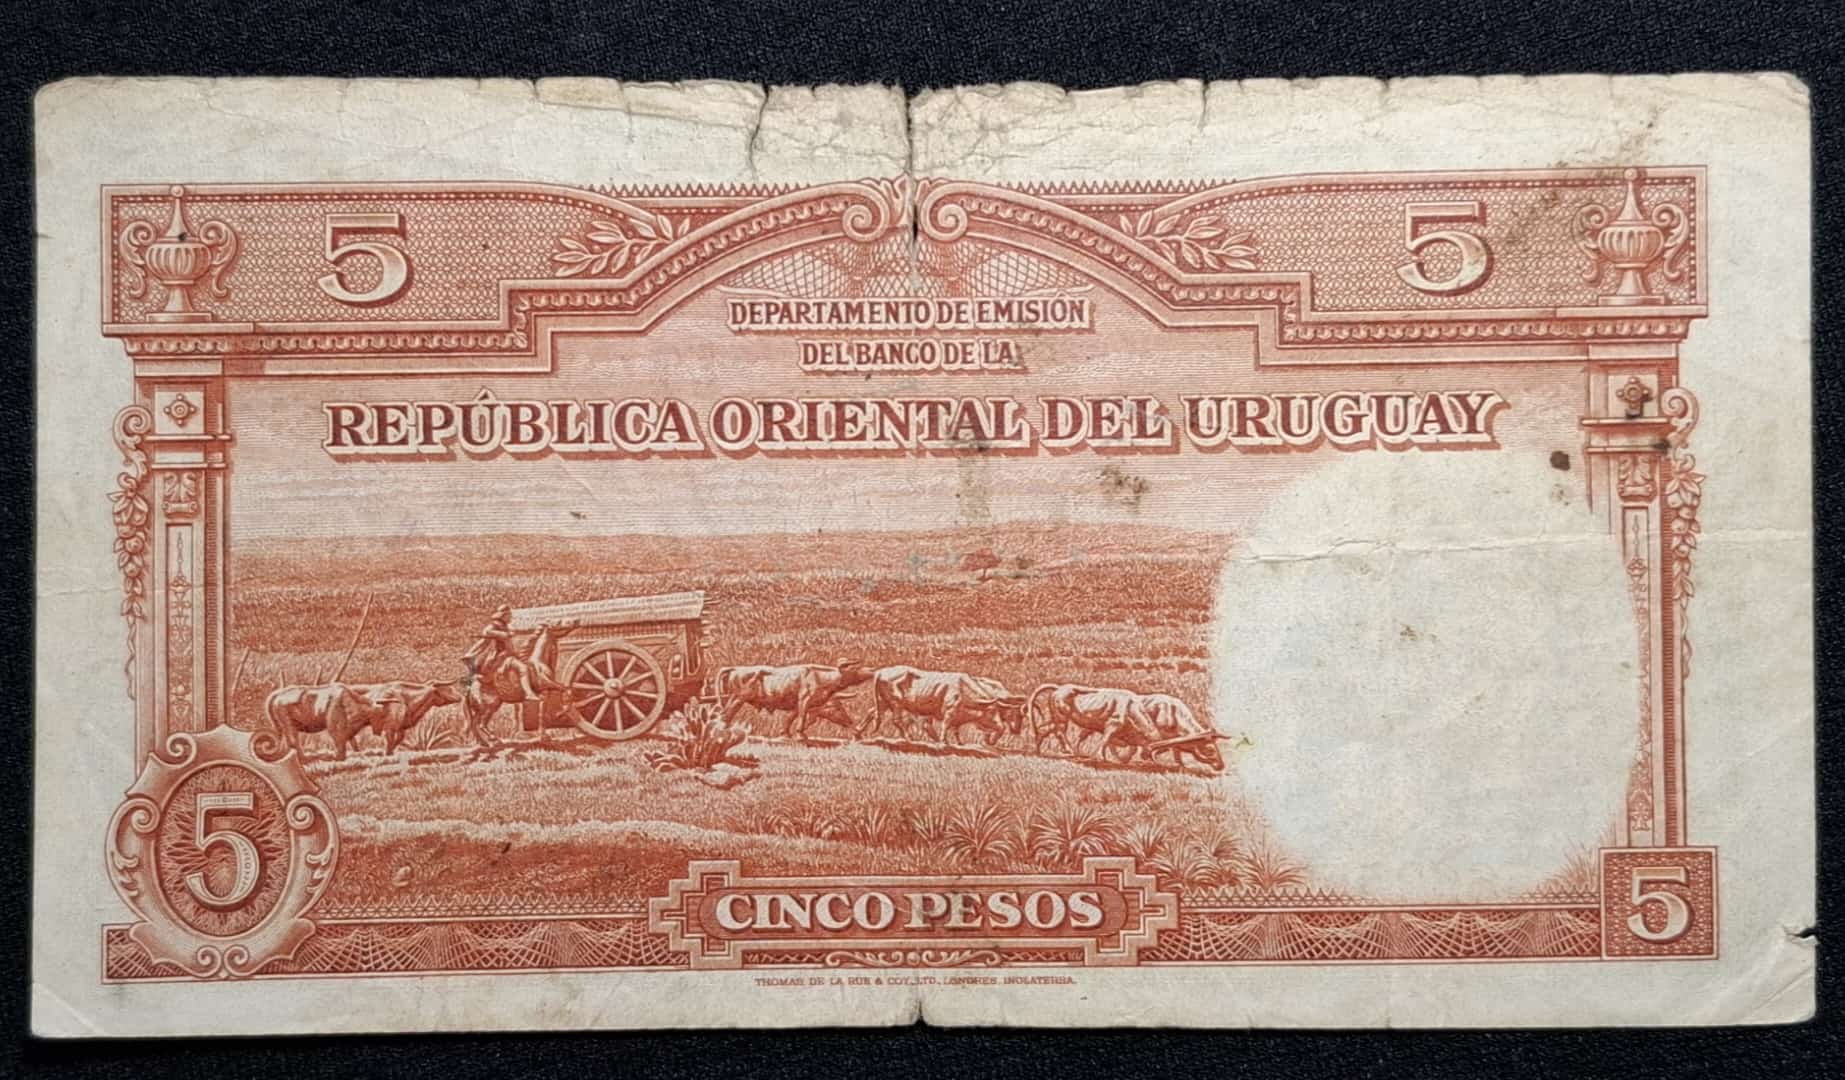 5 5
DEPARTAMENTO DE EMISIÓN
DEL BANCO DE LA
REPÚBLICA ORIENTAL DEL URUGUAY
5 CINCO PESOS 5
THOMAS DE LA RUE & COY., LTD., LONDRES, INGLATERRA.